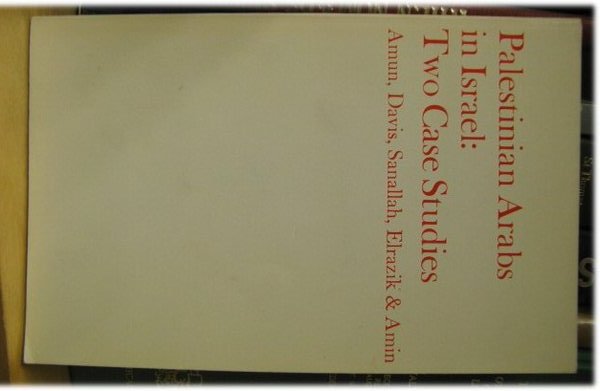 Palestinian Arabs
in Israel:
Two Case Studies
Amun, Davis, Sanallah, Elrazik & Amin